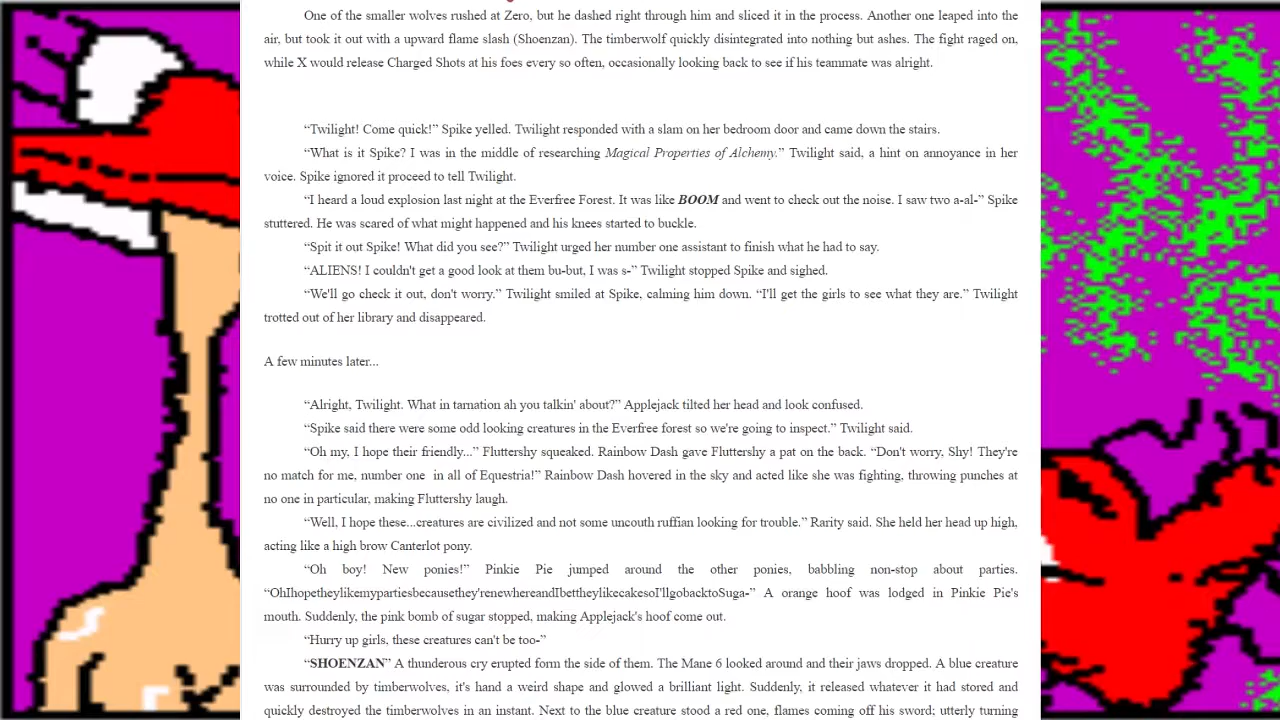 One of the smaller wolves rushed at Zero, but he dashed right through him and sliced it in the process. Another one leaped into the
air, but took it out with a upward flame slash (Shoenzan). The timberwolf quickly disintegrated into nothing but ashes. The fight raged on,
while X would release Charged Shots at his foes every so often, occasionally looking back to see if his teammate was alright.
“Twilight! Come quick!” Spike yelled. Twilight responded with a slam on her bedroom door and came down the stairs.
“What is it Spike? I was in the middle of researching Magical Properties of Alchemy.” Twilight said, a hint on annoyance in her
voice. Spike ignored it proceed to tell Twilight.
“I heard a loud explosion last night at the Everfree Forest. It was like BOOM and went to check out the noise. I saw two a-al-” Spike
stuttered. He was scared of what might happened and his knees started to buckle.
“Spit it out Spike! What did you see?” Twilight urged her number one assistant to finish what he had to say.
“ALIENS! I couldn't get a good look at them bu-but, I was s-” Twilight stopped Spike and sighed.
“We'll go check it out, don't worry.” Twilight smiled at Spike, calming him down. “I'll get the girls to see what they are.” Twilight
trotted out of her library and disappeared.
A few minutes later...
“Alright, Twilight. What in tarnation ah you talkin' about?” Applejack tilted her head and look confused.
“Spike said there were some odd looking creatures in the Everfree forest so we're going to inspect.” Twilight said.
“Oh my, I hope their friendly...” Fluttershy squeaked. Rainbow Dash gave Fluttershy a pat on the back. “Don't worry, Shy! They're
no match for me, number one in all of Equestria!” Rainbow Dash hovered in the sky and acted like she was fighting, throwing punches at
no one in particular, making Fluttershy laugh.
“Well, I hope these...creatures are civilized and not some uncouth ruffian looking for trouble.” Rarity said. She held her head up high,
acting like a high brow Canterlot pony.
“Oh boy! New ponies!” Pinkie Pie jumped around the other ponies, babbling non-stop about parties.
“OhIhopetheylikemypartiesbecausethey'renewhereandIbettheylikecakesoI'llgobacktoSuga-” A orange hoof was lodged in Pinkie Pie's
mouth. Suddenly, the pink bomb of sugar stopped, making Applejack's hoof come out.
“Hurry up girls, these creatures can't be too-”
“SHOENZAN” A thunderous cry erupted form the side of them. The Mane 6 looked around and their jaws dropped. A blue creature
was surrounded by timberwolves, it's hand a weird shape and glowed a brilliant light. Suddenly, it released whatever it had stored and
quickly destroyed the timberwolves in an instant. Next to the blue creature stood a red one, flames coming off his sword; utterly turning